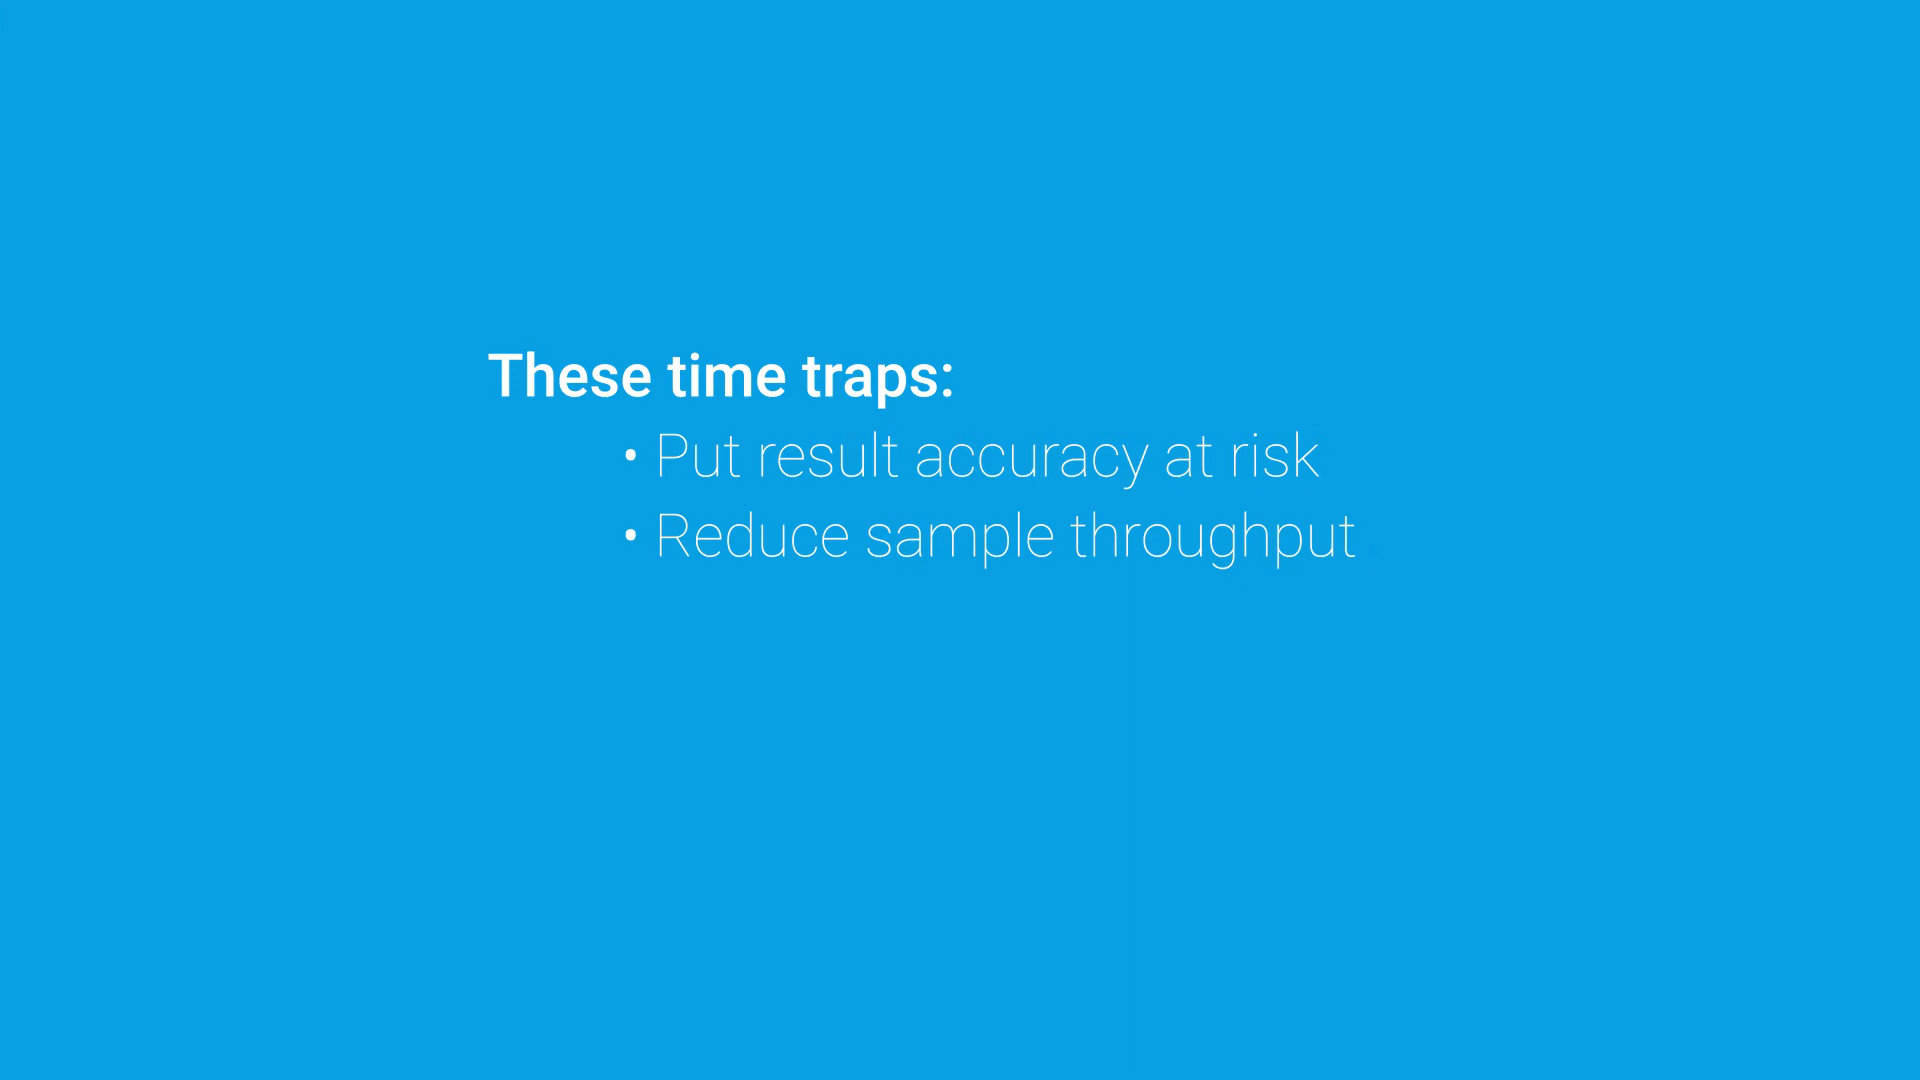 These time traps:
• Put result accuracy at risk
• Reduce sample throughput